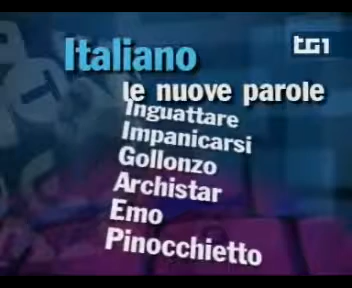 Italiano
tg1
le nuove parole
Inguattare
Impanicarsi
Gollonzo
Archistar
Emo
Pinocchietto